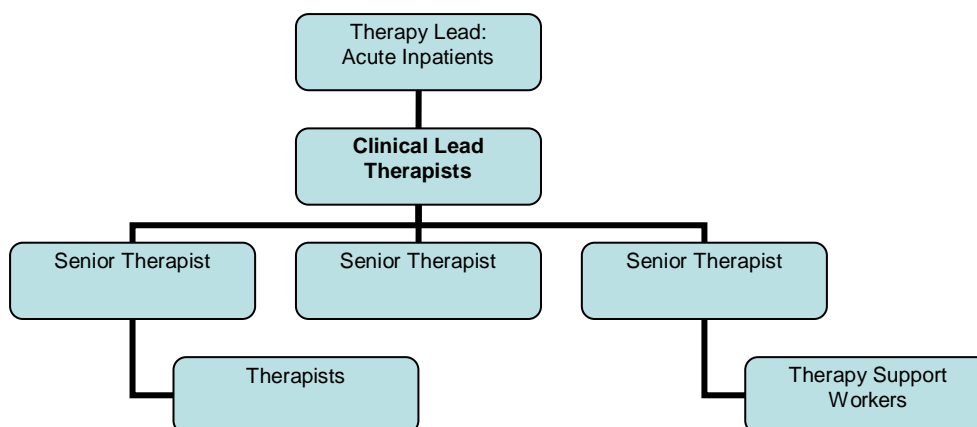 Therapy Lead:
Acute Inpatients
Clinical Lead
Therapists
Senior Therapist
Senior Therapist
Senior Therapist
Therapists
Therapy Support
Workers